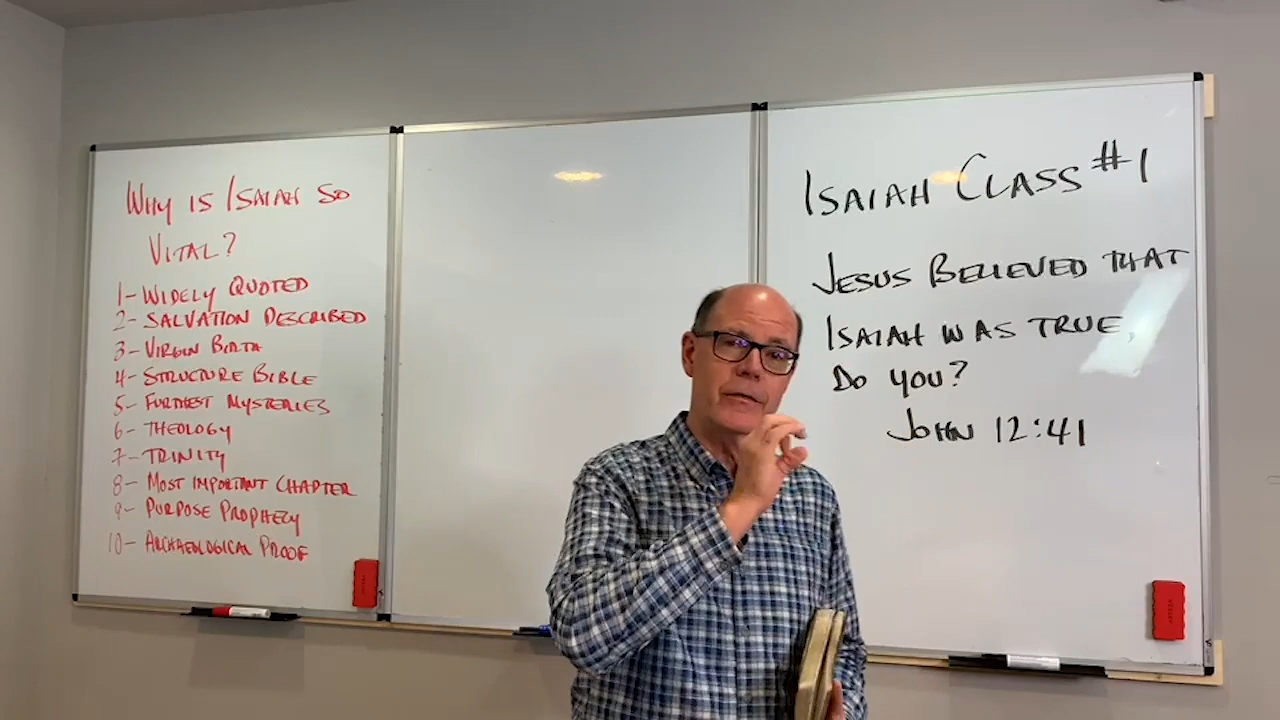 WHY IS ISAIAH SO
VITAL?
1- WIDELY QUOTED
2- SALVATION DESCRIBED
3- VIRGIN BIRTH
4- STRUCTURE BIBLE
5- FURTHEST MYSTERIES
6- THEOLOGY
7- TRINITY
8- MOST IMPORTANT CHAPTER
9- PURPOSE PROPHECY
10- ARCHAEOLOGICAL PROOF
ISAIAH CLASS #1
JESUS BELIEVED THAT
ISAIAH WAS TRUE,
DO YOU?
JOHN 12:41